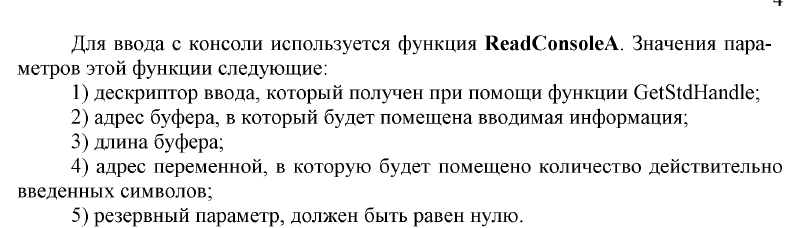 4
Для ввода с консоли используется функция ReadConsoleA. Значения пара-
метров этой функции следующие:
1) дескриптор ввода, который получен при помощи функции GetStdHandle;
2) адрес буфера, в который будет помещена вводимая информация;
3) длина буфера;
4) адрес переменной, в которую будет помещено количество действительно
введенных символов;
5) резервный параметр, должен быть равен нулю.